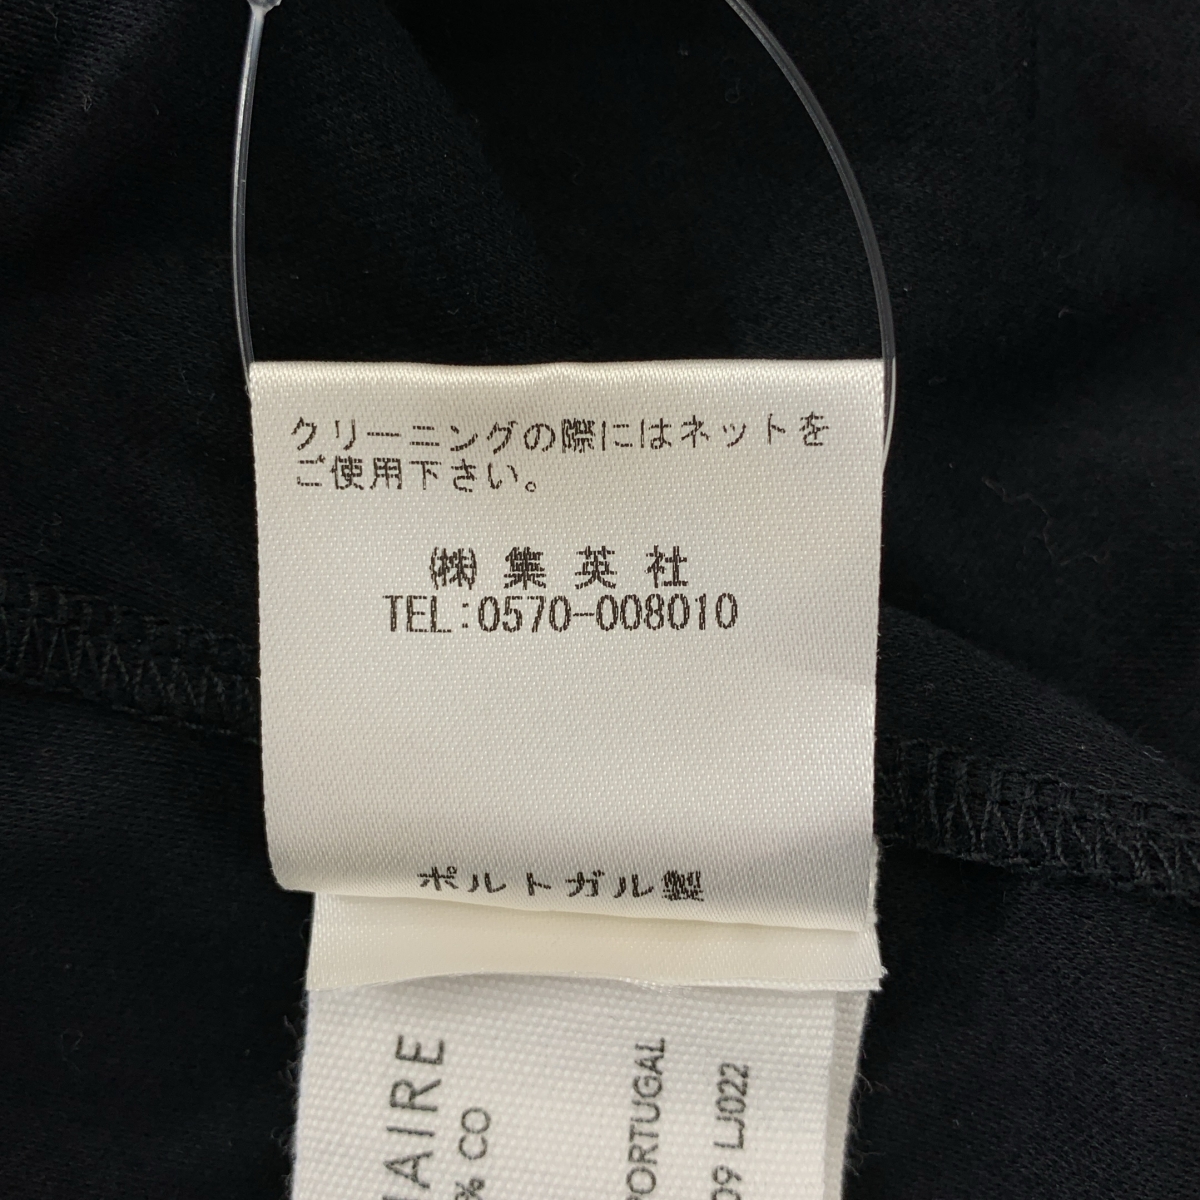 クリーニングの際にはネットを
ご使用下さい。
㈱ 集英社
TEL:0570-008010
ポルトガル製
AIRE
% CO
PORTUGAL
09 LJ022